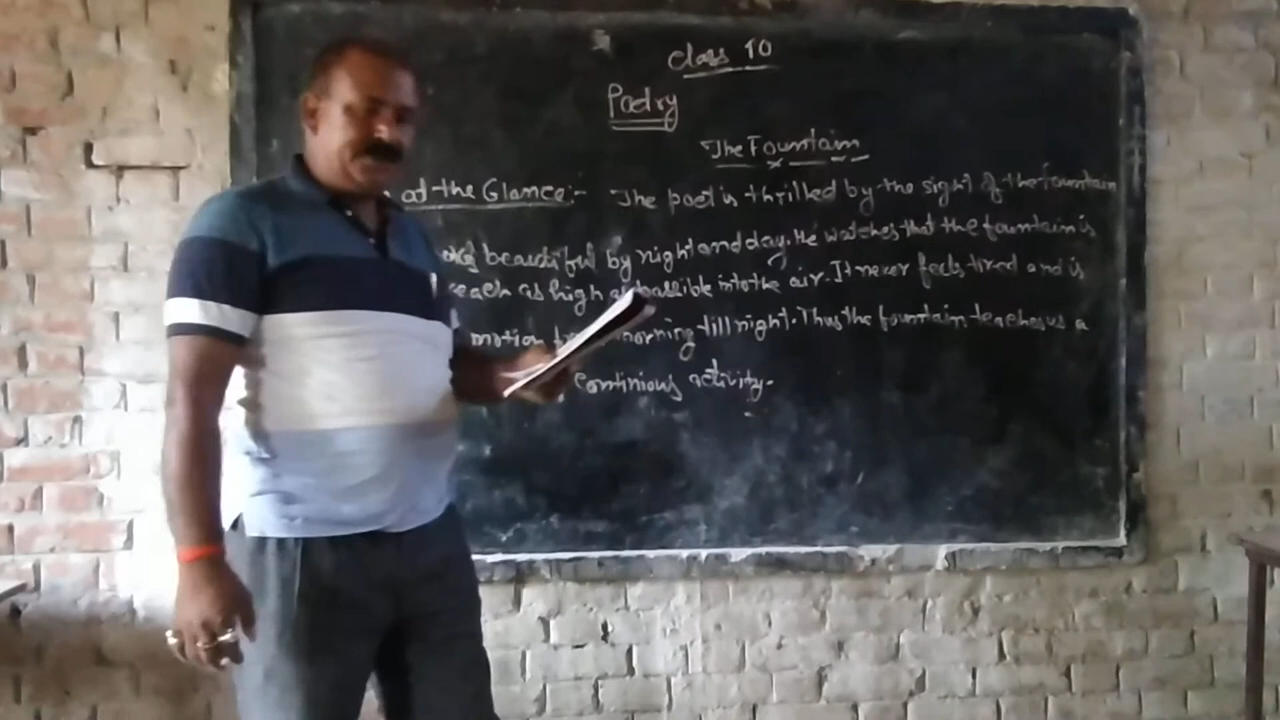 Class 10
Poetry
The Fountain
at the Glance:- The poet is thrilled by the sight of the fountain
beautiful by night and day. He watches that the fountain is
reach as high as bassible into the air. It never feels tired and is
motion morning till night. Thus the fountain teaches us a
continious activity.